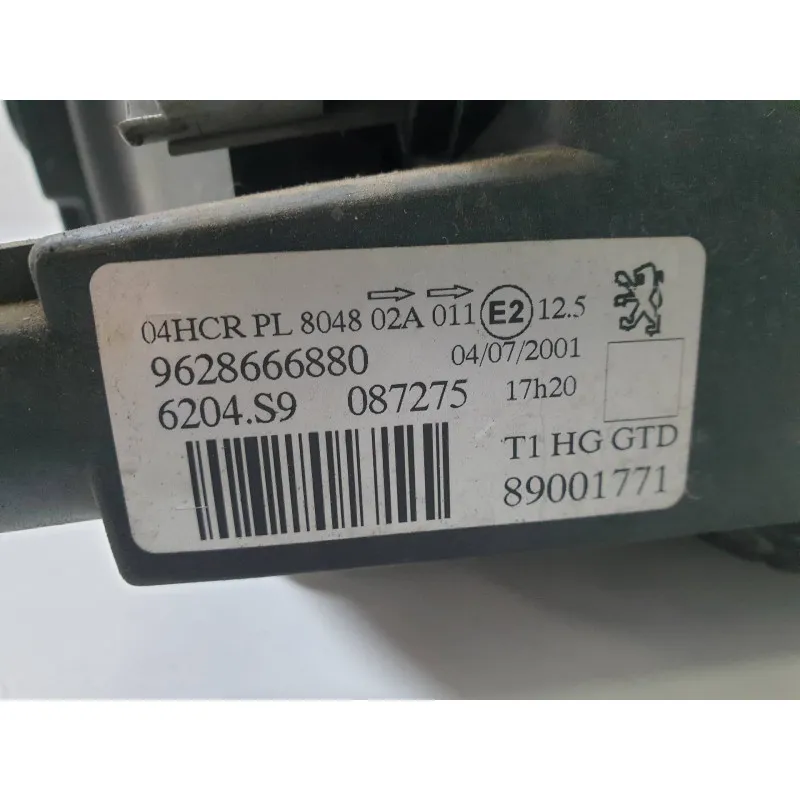 04HCR PL 8048 02A 011 E2 12.5
9628666880 04/07/2001
6204.S9 087275 17h20
T1 HG GTD
89001771